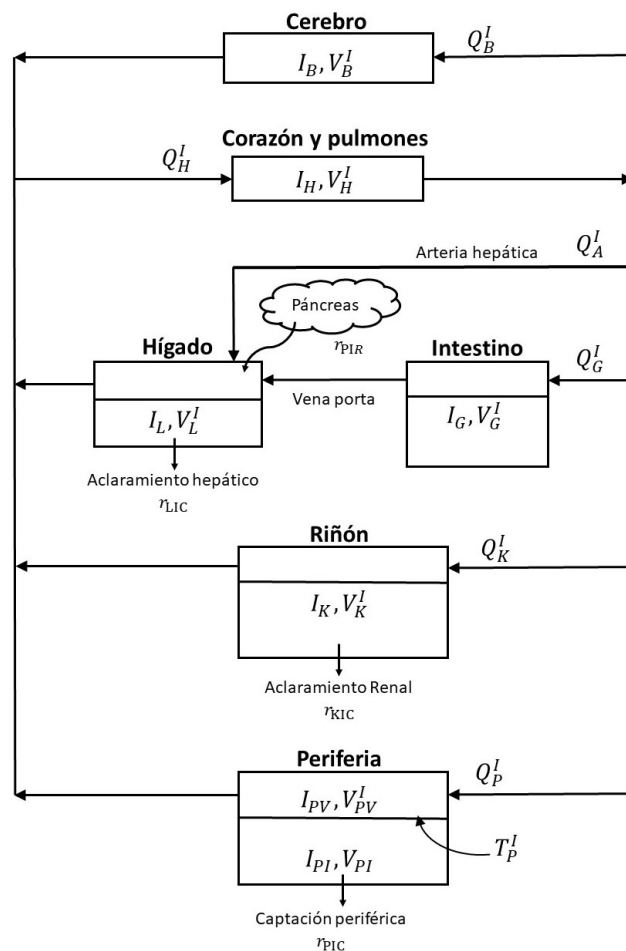 Cerebro
Q_B^I
I_B, V_B^I
Corazón y pulmones
Q_H^I
I_H, V_H^I
Arteria hepática
Q_A^I
Páncreas
r_PIR
Hígado
Intestino
Q_G^I
Vena porta
I_L, V_L^I
I_G, V_G^I
Aclaramiento hepático
r_LIC
Riñón
Q_K^I
I_K, V_K^I
Aclaramiento Renal
r_KIC
Periferia
Q_P^I
I_PV, V_PV^I
T_P^I
I_PI, V_PI
Captación periférica
r_PIC